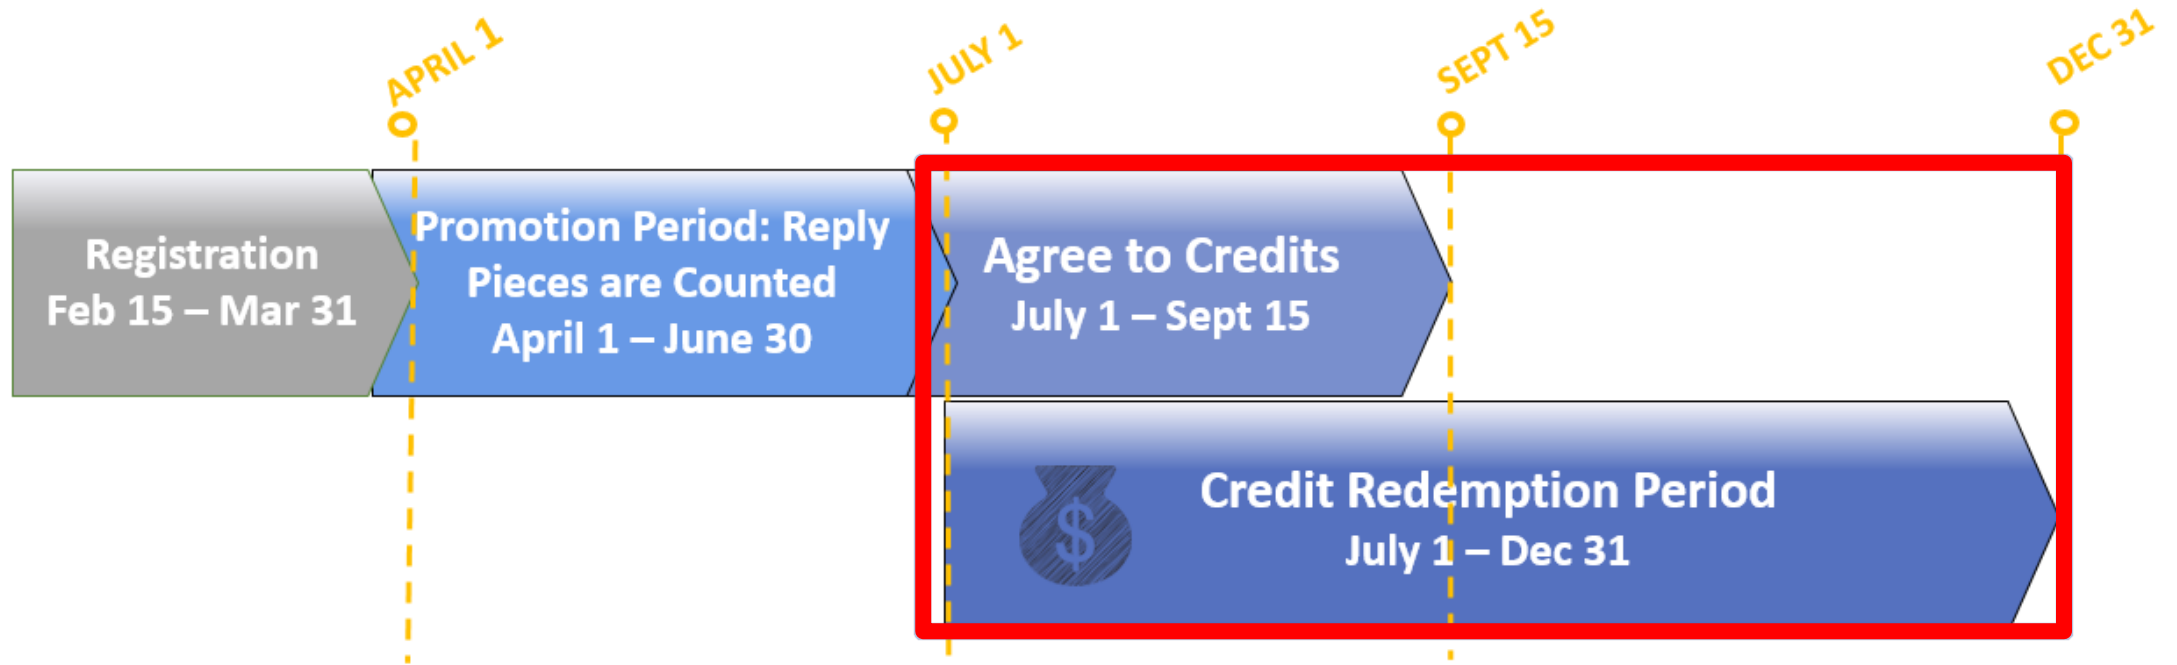 APRIL 1
JULY 1
SEPT 15
DEC 31
Registration
Feb 15 – Mar 31
Promotion Period: Reply
Pieces are Counted
April 1 – June 30
Agree to Credits
July 1 – Sept 15
$
Credit Redemption Period
July 1 – Dec 31